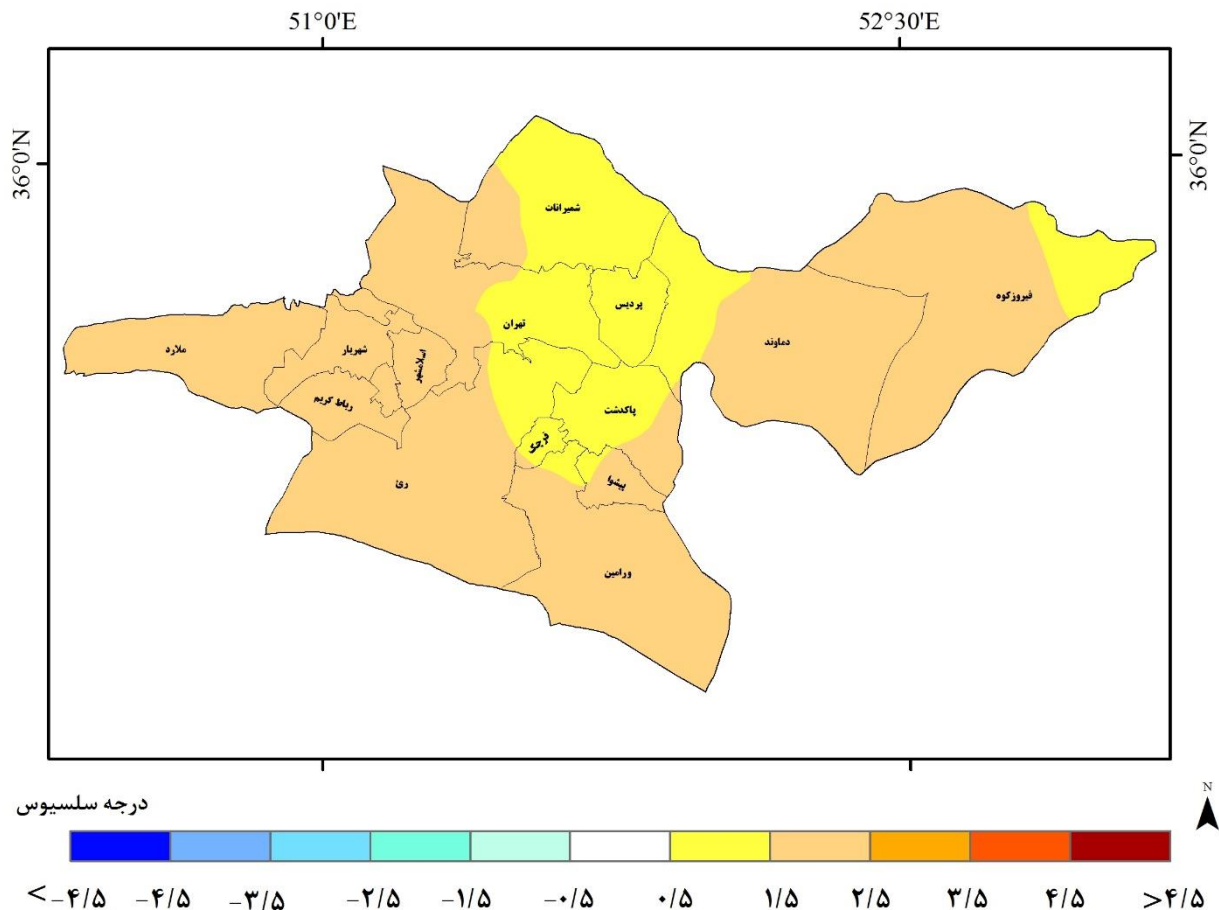 51°0'E 52°30'E
36°0'N 36°0'N
شمیرانات
فیروزکوه
پردیس
تهران
دماوند
ملارد
شهریار
اسلامشهر
رباط کریم
پاکدشت
قرچک
ری
پیشوا
ورامین
درجه سلسیوس
N
<-۴/۵ -۴/۵ -۳/۵ -۲/۵ -۱/۵ -۰/۵ ۰/۵ ۱/۵ ۲/۵ ۳/۵ ۴/۵ >۴/۵